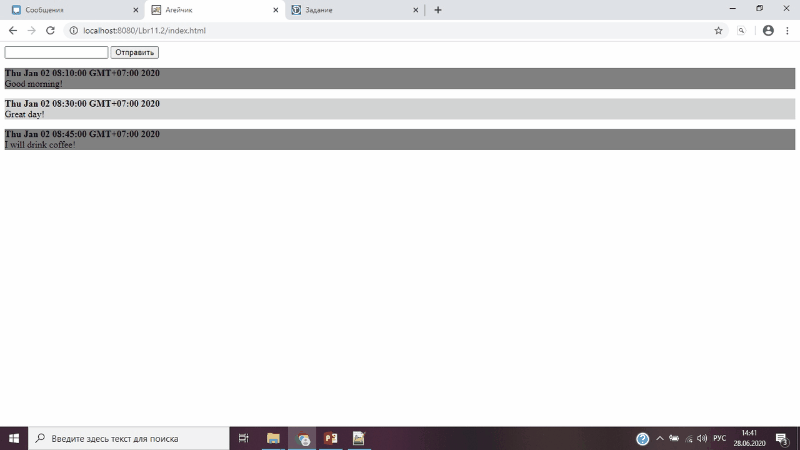 Сообщения
Агейчик
Задание
localhost:8080/Lbr11.2/index.html
Отправить
Thu Jan 02 08:10:00 GMT+07:00 2020
Good morning!
Thu Jan 02 08:30:00 GMT+07:00 2020
Great day!
Thu Jan 02 08:45:00 GMT+07:00 2020
I will drink coffee!
Введите здесь текст для поиска
РУС
14:41
28.06.2020
3